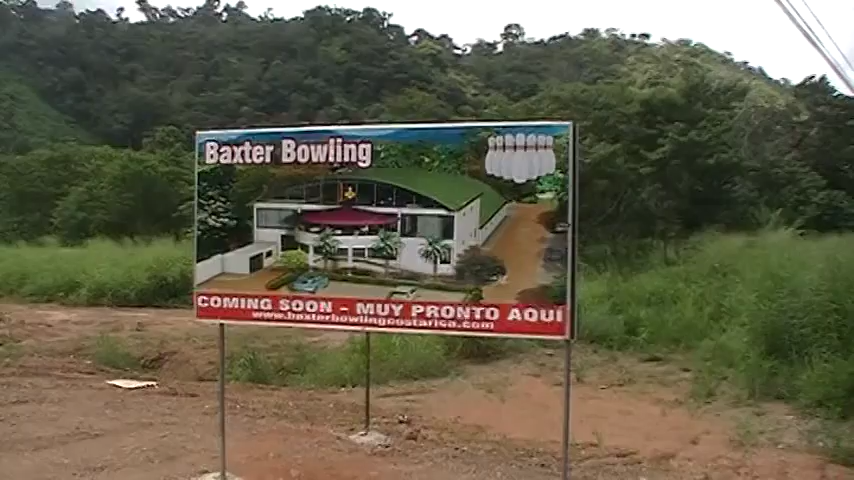 Baxter Bowling
COMING SOON - MUY PRONTO AQUI
www.baxterbowlingcostarica.com